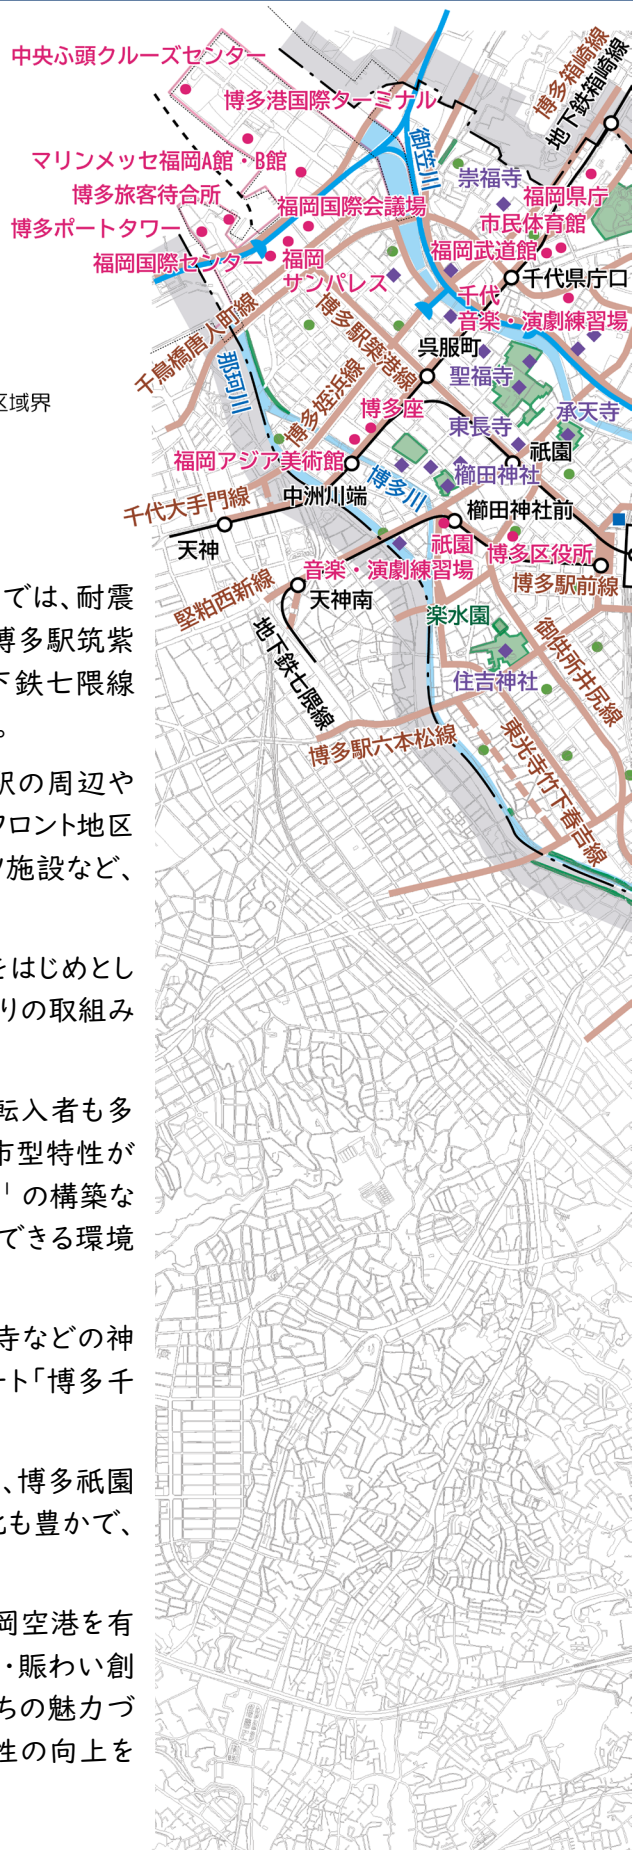 中央ふ頭クルーズセンター
博多港国際ターミナル
博多箱崎線
地下鉄箱崎線
御笠川
マリンメッセ福岡A館・B館
崇福寺
福岡県庁
博多旅客待合所
福岡国際会議場
市民体育館
博多ポートタワー
福岡武道館
福岡国際センター
福岡
サンパレス
千代県庁口
千代
音楽・演劇練習場
千鳥橋唐人町線
博多駅築港線
那珂川
呉服町
博多姪浜線
聖福寺
博多座
承天寺
区域界
東長寺
祇園
福岡アジア美術館
博多川
櫛田神社
中洲川端
千代大手門線
櫛田神社前
天神
祇園
音楽・演劇練習場
博多区役所
堅粕西新線
天神南
博多駅前線
楽水園
地下鉄七隈線
御供所井尻線
住吉神社
博多駅六本松線
東光寺竹下春吉線
では、耐震
博多駅筑紫
下鉄七隈線
。
駅の周辺や
フロント地区
ツ施設など、
をはじめとし
りの取組み
転入者も多
市型特性が
」の構築な
できる環境
寺などの神
ート「博多千
、博多祇園
化も豊かで、
岡空港を有
・賑わい創
ちの魅力づ
性の向上を